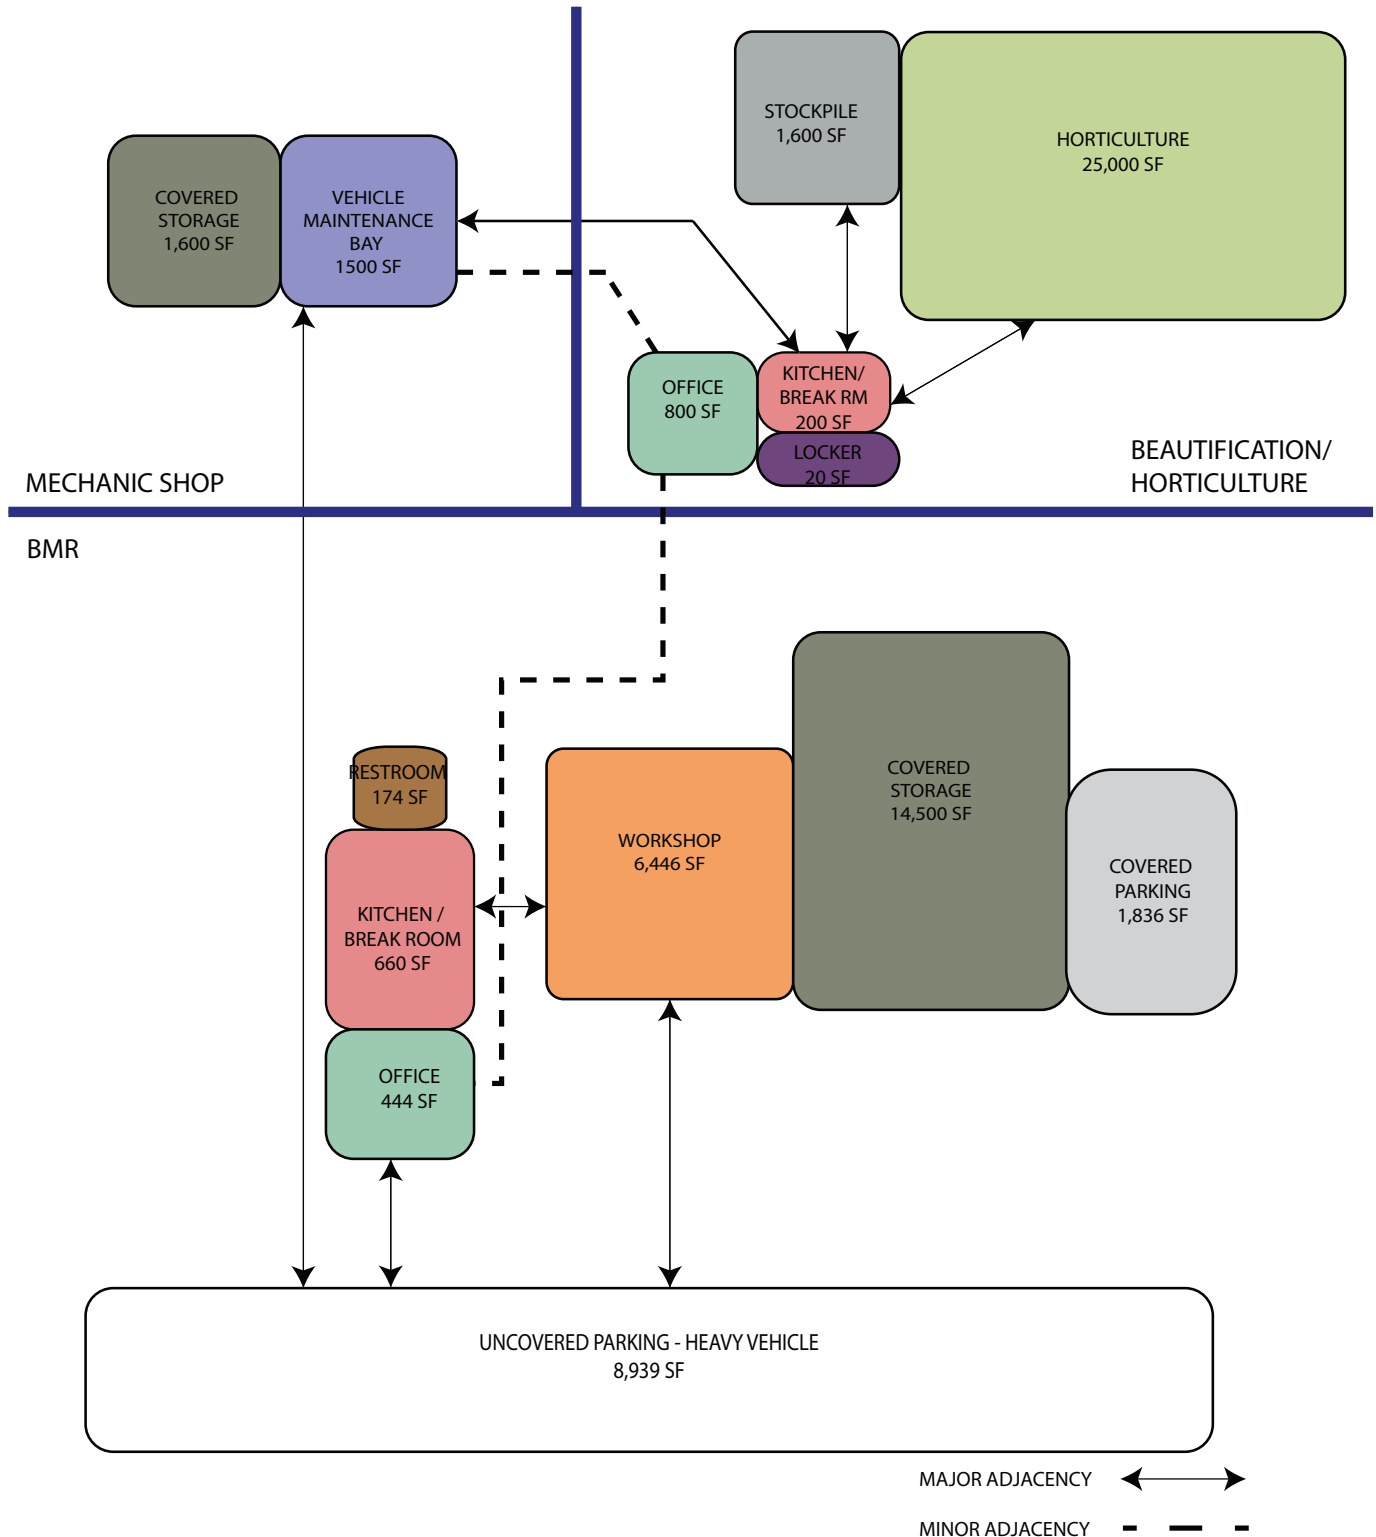 STOCKPILE
1,600 SF
HORTICULTURE
25,000 SF
COVERED
STORAGE
1,600 SF
VEHICLE
MAINTENANCE
BAY
1500 SF
OFFICE
800 SF
KITCHEN/
BREAK RM
200 SF
LOCKER
20 SF
MECHANIC SHOP
BEAUTIFICATION/
HORTICULTURE
BMR
RESTROOM
174 SF
KITCHEN /
BREAK ROOM
660 SF
OFFICE
444 SF
WORKSHOP
6,446 SF
COVERED
STORAGE
14,500 SF
COVERED
PARKING
1,836 SF
UNCOVERED PARKING - HEAVY VEHICLE
8,939 SF
MAJOR ADJACENCY
MINOR ADJACENCY